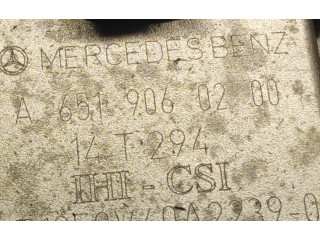 MERCEDES BENZ
A 651 906 02 00
14 T 294
IHI - CSI